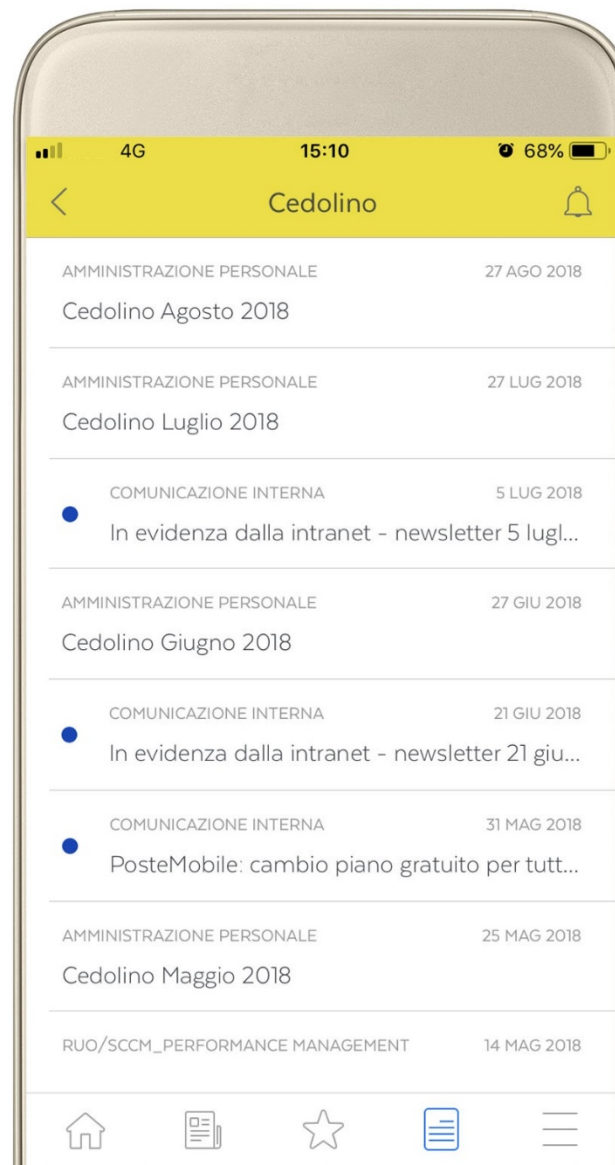 4G 15:10 68%
Cedolino
AMMINISTRAZIONE PERSONALE 27 AGO 2018
Cedolino Agosto 2018
AMMINISTRAZIONE PERSONALE 27 LUG 2018
Cedolino Luglio 2018
COMUNICAZIONE INTERNA 5 LUG 2018
In evidenza dalla intranet - newsletter 5 lugl...
AMMINISTRAZIONE PERSONALE 27 GIU 2018
Cedolino Giugno 2018
COMUNICAZIONE INTERNA 21 GIU 2018
In evidenza dalla intranet - newsletter 21 giu...
COMUNICAZIONE INTERNA 31 MAG 2018
PosteMobile: cambio piano gratuito per tutt...
AMMINISTRAZIONE PERSONALE 25 MAG 2018
Cedolino Maggio 2018
RUO/SCCM_PERFORMANCE MANAGEMENT 14 MAG 2018